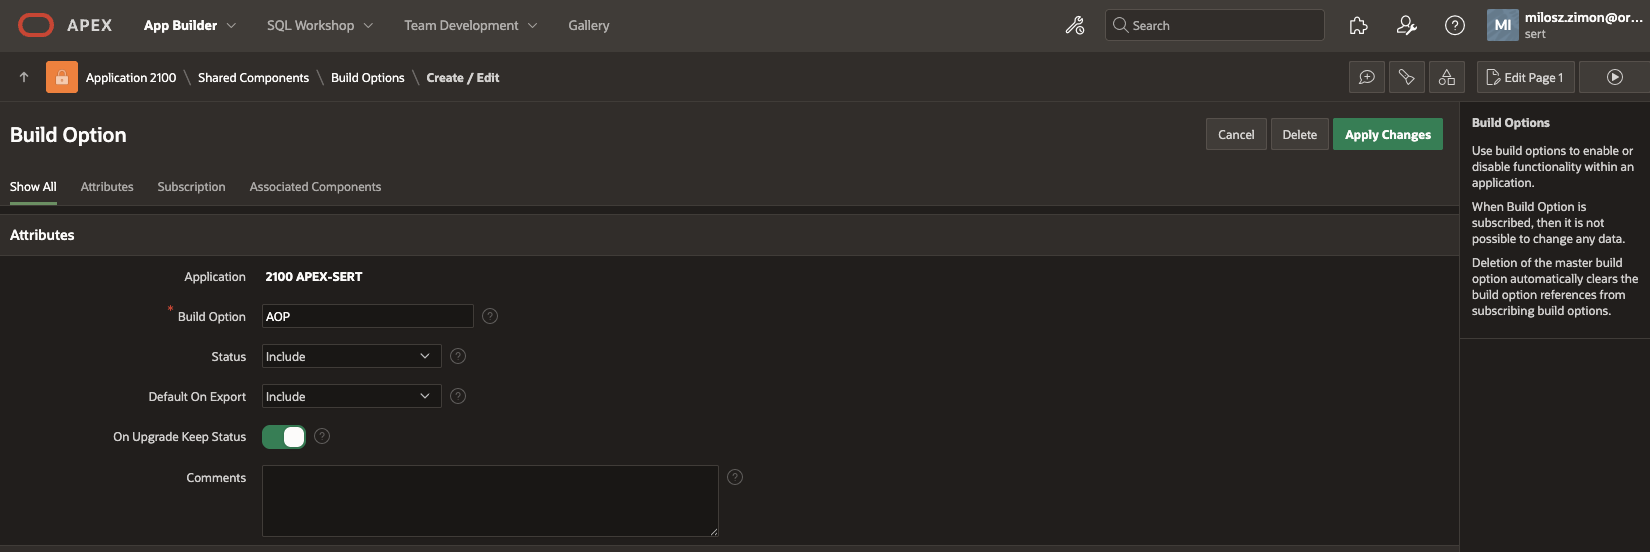 APEX
App Builder
SQL Workshop
Team Development
Gallery
Search
MI
milosz.zimon@or...
sert
Application 2100 \ Shared Components \ Build Options \ Create / Edit
Edit Page 1
Build Option
Cancel
Delete
Apply Changes
Show All
Attributes
Subscription
Associated Components
Attributes
Application
2100 APEX-SERT
* Build Option
AOP
Status
Include
Default On Export
Include
On Upgrade Keep Status
Comments
Build Options
Use build options to enable or
disable functionality within an
application.
When Build Option is
subscribed, then it is not
possible to change any data.
Deletion of the master build
option automatically clears the
build option references from
subscribing build options.